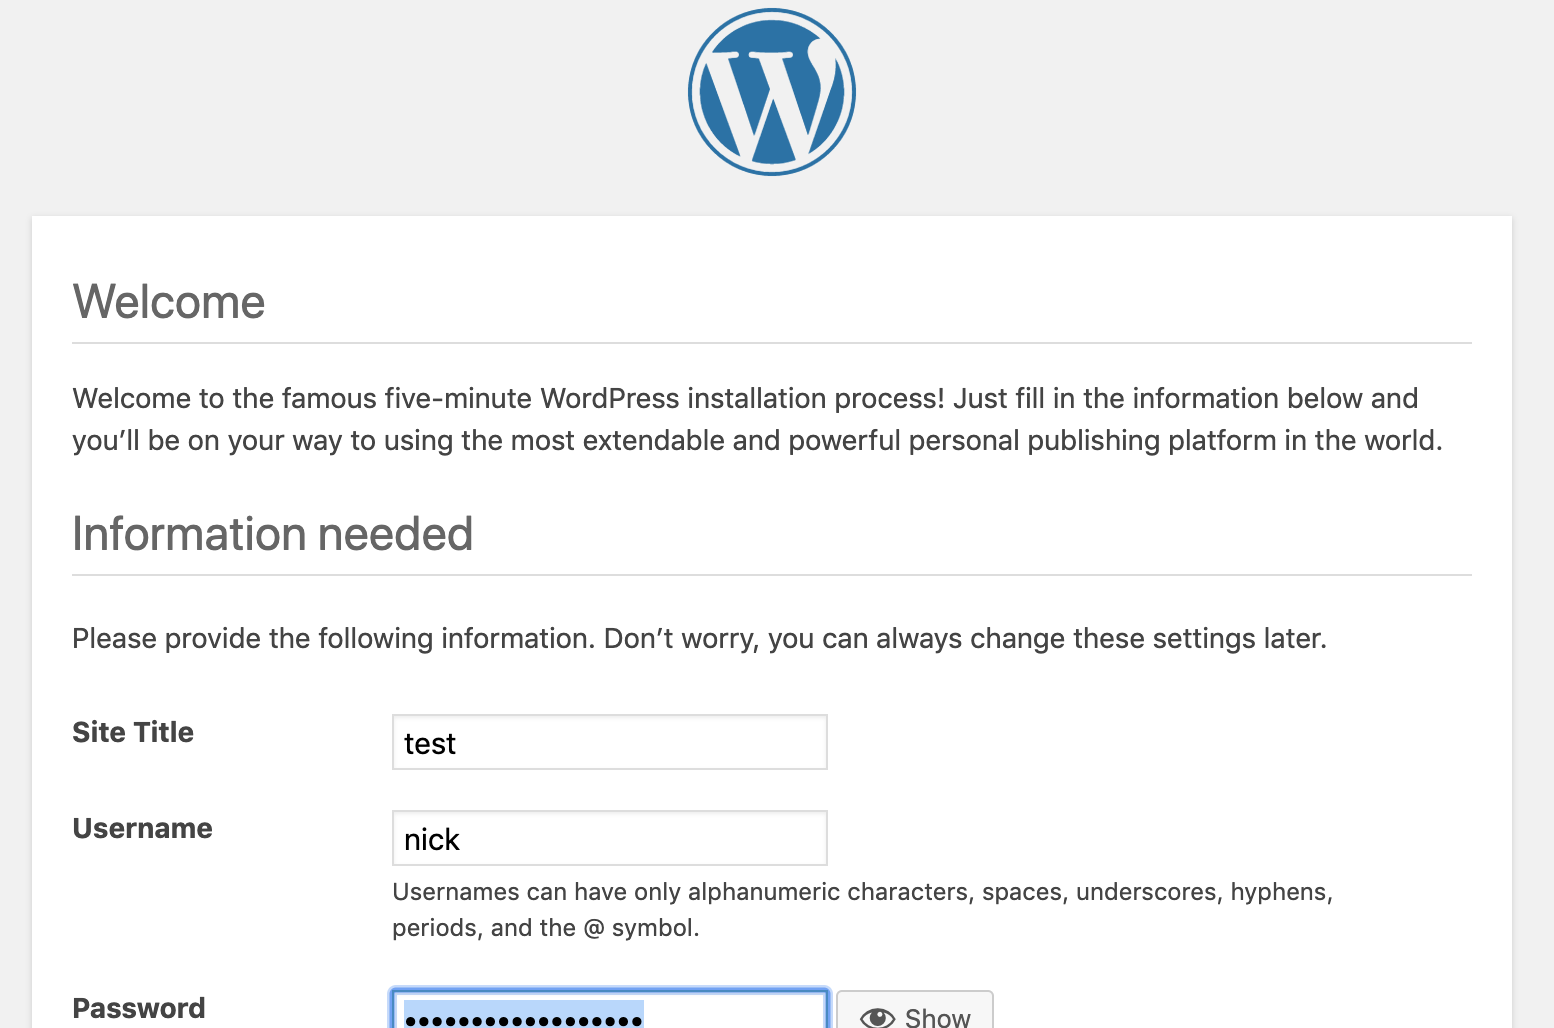 Welcome
Welcome to the famous five-minute WordPress installation process! Just fill in the information below and
you’ll be on your way to using the most extendable and powerful personal publishing platform in the world.
Information needed
Please provide the following information. Don’t worry, you can always change these settings later.
Site Title
test
Username
nick
Usernames can have only alphanumeric characters, spaces, underscores, hyphens,
periods, and the @ symbol.
Password
••••••••••••••••••
Show